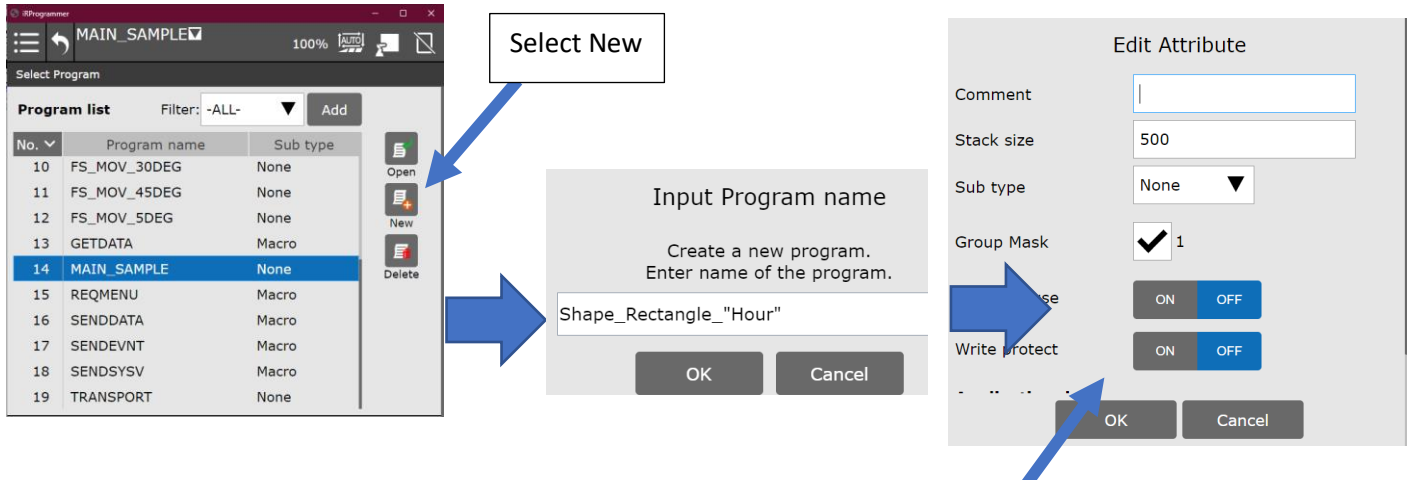 iRProgrammer
MAIN_SAMPLE
100%
AUTO
Select Program
Program list
Filter: -ALL-
Add
No. Program name Sub type
10 FS_MOV_30DEG None
11 FS_MOV_45DEG None
12 FS_MOV_5DEG None
13 GETDATA Macro
14 MAIN_SAMPLE None
15 REQMENU Macro
16 SENDDATA Macro
17 SENDEVNT Macro
18 SENDSYSV Macro
19 TRANSPORT None
Open
New
Delete
Select New
Input Program name
Create a new program.
Enter name of the program.
Shape_Rectangle_"Hour"
OK Cancel
Edit Attribute
Comment
Stack size 500
Sub type None
Group Mask 1
ON OFF
Write protect ON OFF
OK Cancel